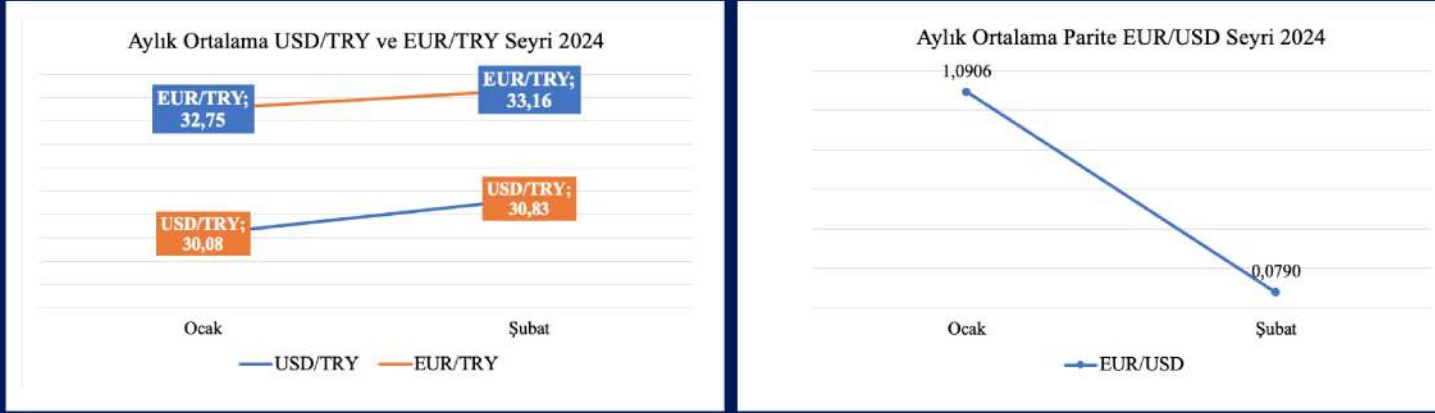 Aylık Ortalama USD/TRY ve EUR/TRY Seyri 2024
EUR/TRY;
32,75
EUR/TRY;
33,16
USD/TRY;
30,08
USD/TRY;
30,83
Ocak
Şubat
USD/TRY
EUR/TRY
Aylık Ortalama Parite EUR/USD Seyri 2024
1,0906
0,0790
Ocak
Şubat
EUR/USD